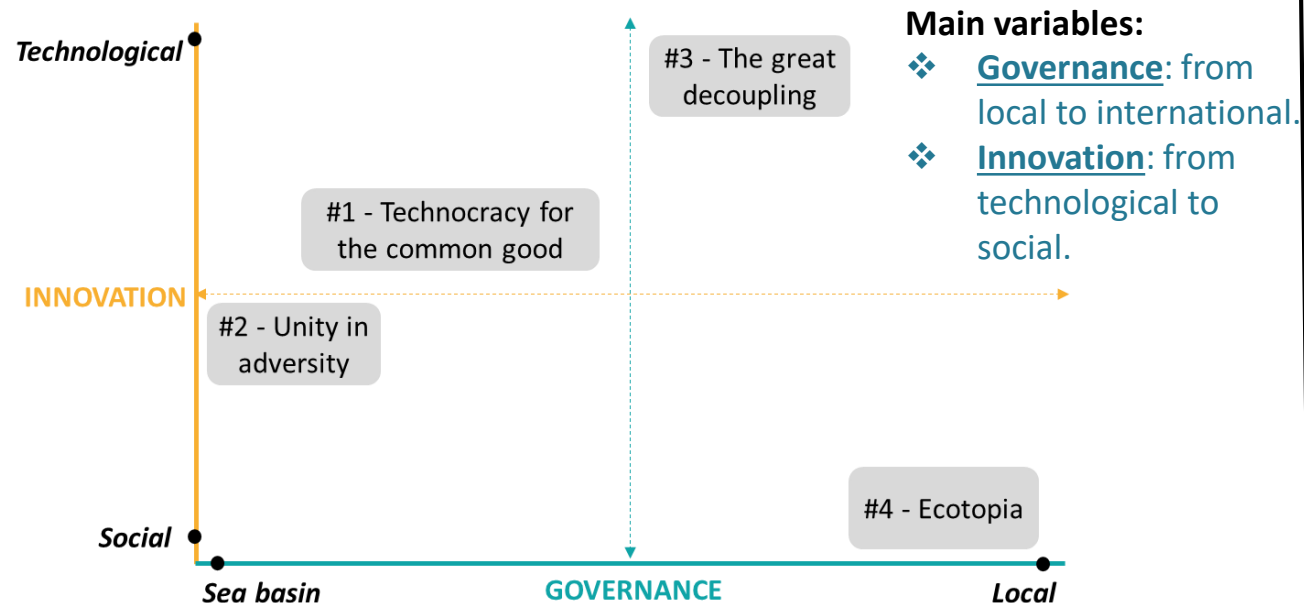 Technological
#3 - The great
decoupling
#1 - Technocracy for
the common good
INNOVATION
#2 - Unity in
adversity
#4 - Ecotopia
Social
Sea basin
GOVERNANCE
Local
Main variables:
❖ Governance: from
local to international.
❖ Innovation: from
technological to
social.